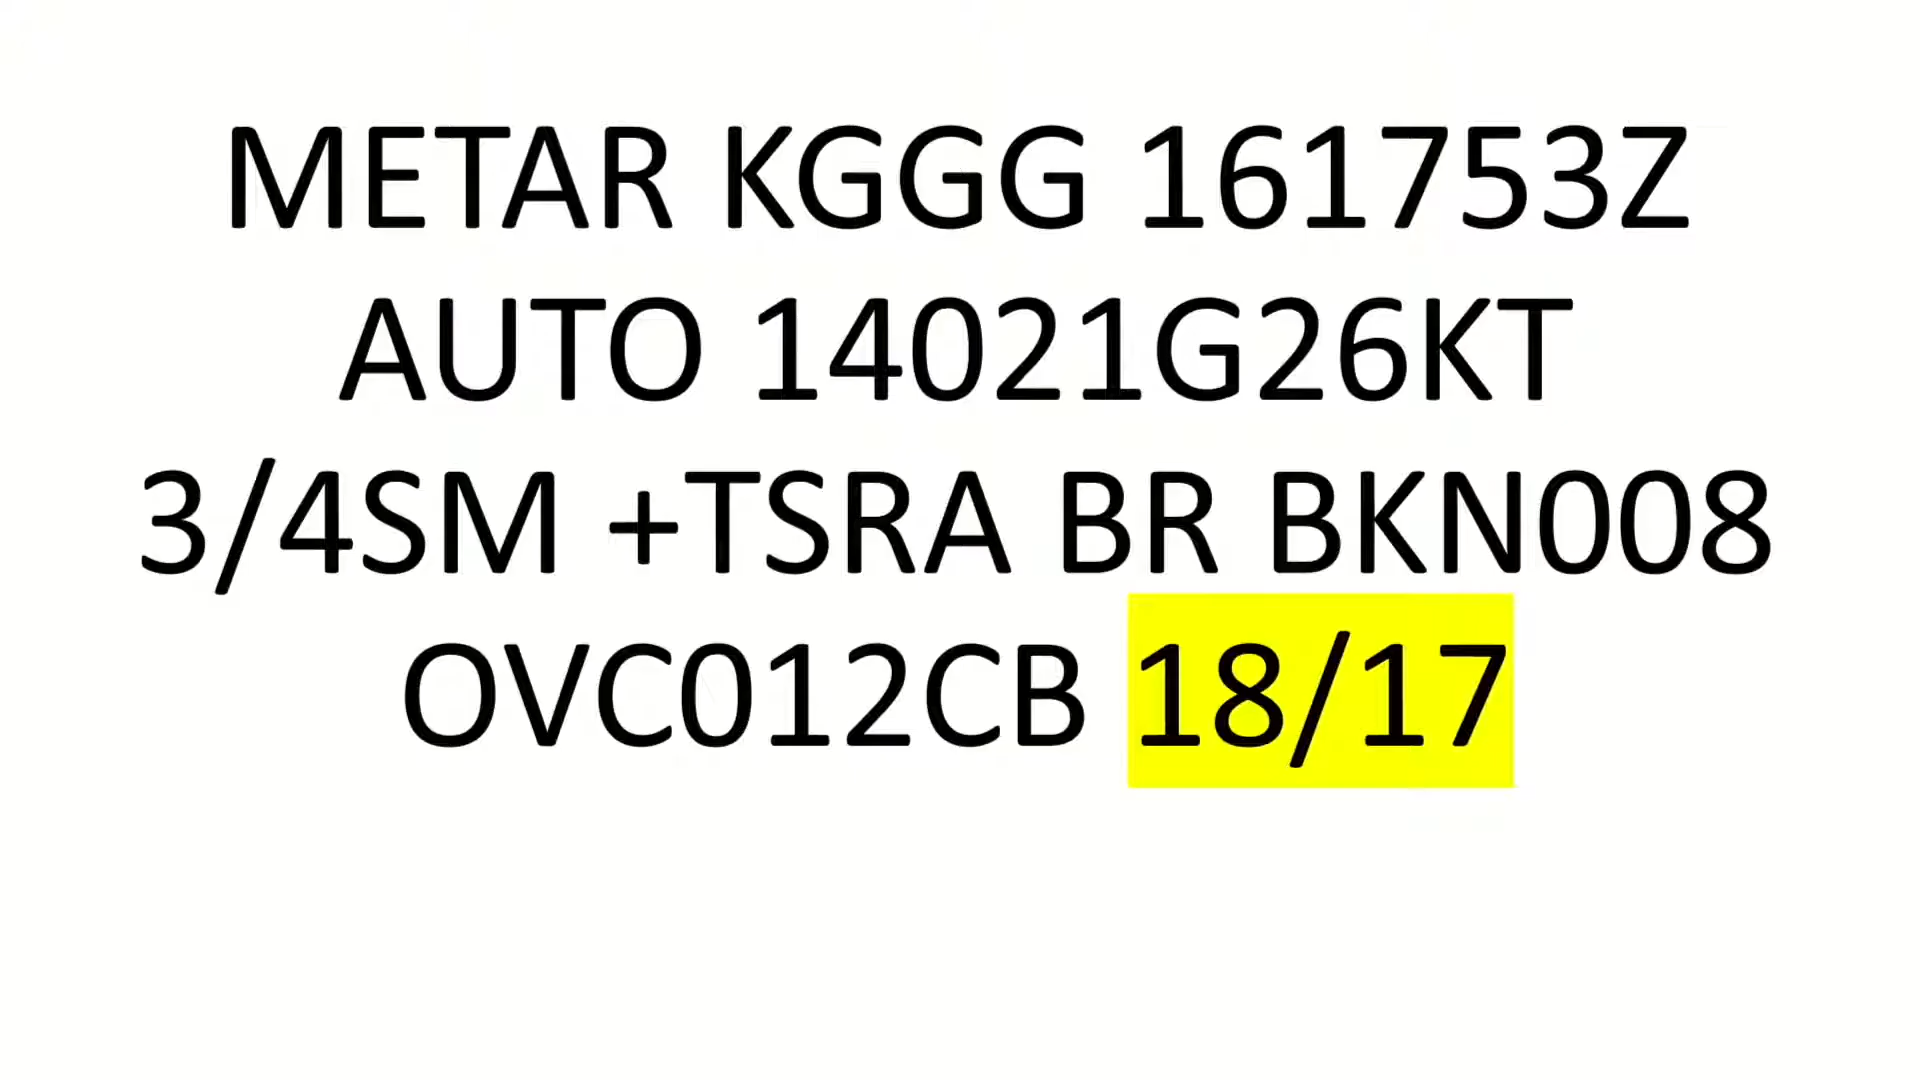 METAR KGGG 161753Z
AUTO 14021G26KT
3/4SM +TSRA BR BKN008
OVC012CB 18/17